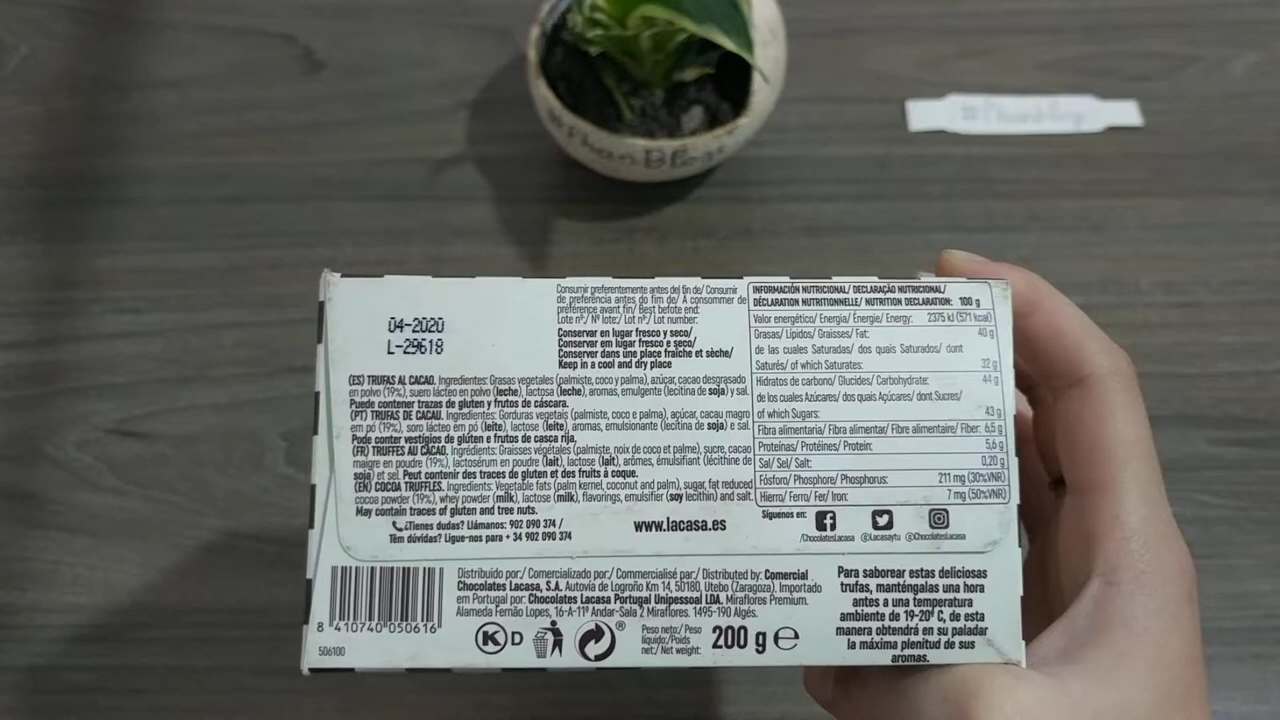 04-2020
L-29618
Consumir preferentemente antes del fin de/ Consumir
de preferência antes do fim de/ À consommer de
préférence avant fin/ Best before end:
Lote nº/ Nº lote:/ Lot nº/ Lot number:
Conservar en lugar fresco y seco/
Conservar em lugar fresco e seco/
Conserver dans une place fraîche et sèche/
Keep in a cool and dry place
(ES) TRUFAS AL CACAO. Ingredientes: Grasas vegetales (palmiste, coco y palma), azúcar, cacao desgrasado
en polvo (19%), suero lácteo en polvo (leche), lactosa (leche), aromas, emulgente (lecitina de soja) y sal.
Puede contener trazas de gluten y frutos de cáscara.
(PT) TRUFAS DE CACAU. Ingredientes: Gorduras vegetais (palmiste, coco e palma), açúcar, cacau magro
em pó (19%), soro lácteo em pó (leite), lactose (leite), aromas, emulsionante (lecitina de soja) e sal.
Pode conter vestígios de glúten e frutos de casca rija.
(FR) TRUFFES AU CACAO. Ingrédients: Graisses végétales (palmiste, noix de coco et palme), sucre, cacao
maigre en poudre (19%), lactosérum en poudre (lait), lactose (lait), arômes, émulsifiant (lécithine de
soja) et sel. Peut contenir des traces de gluten et des fruits à coque.
(EN) COCOA TRUFFLES. Ingredients: Vegetable fats (palm kernel, coconut and palm), sugar, fat reduced
cocoa powder (19%), whey powder (milk), lactose (milk), flavorings, emulsifier (soy lecithin) and salt.
May contain traces of gluten and tree nuts.
¿Tienes dudas? Llámanos: 902 090 374 /
Têm dúvidas? Ligue-nos para + 34 902 090 374
www.lacasa.es
INFORMACIÓN NUTRICIONAL/ DECLARAÇÃO NUTRICIONAL/
DÉCLARATION NUTRITIONNELLE/ NUTRITION DECLARATION: 100 g
Valor energético/ Energia/ Énergie/ Energy: 2375 kJ (571 kcal)
Grasas/ Lípidos/ Graisses/ Fat: 40 g
de las cuales Saturadas/ dos quais Saturados/ dont
Saturés/ of which Saturates: 32 g
Hidratos de carbono/ Glucides/ Carbohydrate: 44 g
de los cuales Azúcares/ dos quais Açúcares/ dont Sucres/
of which Sugars: 43 g
Fibra alimentaria/ Fibra alimentar/ Fibre alimentaire/ Fiber: 6,5 g
Proteínas/ Protéines/ Protein: 5,6 g
Sal/ Sel/ Salt: 0,20 g
Fósforo/ Phosphore/ Phosphorus: 211 mg (30%VNR)
Hierro/ Ferro/ Fer/ Iron: 7 mg (50%VNR)
Síguenos en:
/ChocolatesLacasa @Lacasaytu @ChocolatesLacasa
8 410740 050616
506100
Distribuido por:/ Comercializado por:/ Commercialisé par:/ Distributed by: Comercial
Chocolates Lacasa, S.A. Autovía de Logroño Km 14, 50180, Utebo (Zaragoza). Importado
em Portugal por: Chocolates Lacasa Portugal Unipessoal LDA. Miraflores Premium.
Alameda Fernão Lopes, 16-A-11º Andar-Sala 2 Miraflores. 1495-190 Algés.
K D
®
Peso neto:/ Peso
líquido:/Poids
net:/ Net weight: 200 g e
Para saborear estas deliciosas
trufas, manténgalas una hora
antes a una temperatura
ambiente de 19-20º C, de esta
manera obtendrá en su paladar
la máxima plenitud de sus
aromas.